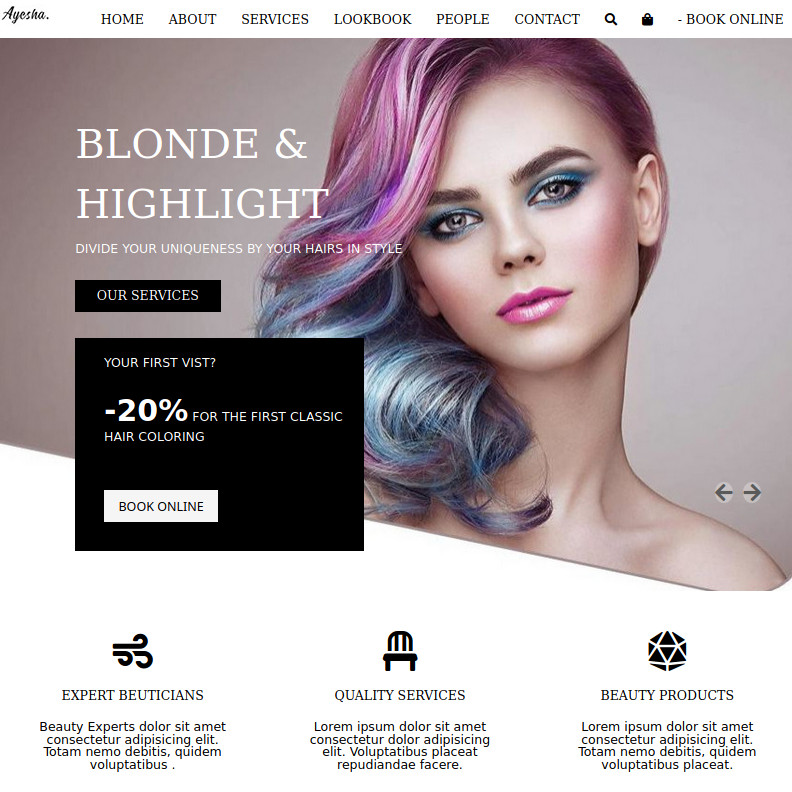 Ayesha.
HOME ABOUT SERVICES LOOKBOOK PEOPLE CONTACT - BOOK ONLINE
BLONDE &
HIGHLIGHT
DIVIDE YOUR UNIQUENESS BY YOUR HAIRS IN STYLE
OUR SERVICES
YOUR FIRST VIST?
-20% FOR THE FIRST CLASSIC
HAIR COLORING
BOOK ONLINE
EXPERT BEUTICIANS
Beauty Experts dolor sit amet
consectetur adipisicing elit.
Totam nemo debitis, quidem
voluptatibus .
QUALITY SERVICES
Lorem ipsum dolor sit amet
consectetur dolor adipisicing
elit. Voluptatibus placeat
repudiandae facere.
BEAUTY PRODUCTS
Lorem ipsum dolor sit amet
consectetur adipisicing elit.
Totam nemo debitis, quidem
voluptatibus placeat.